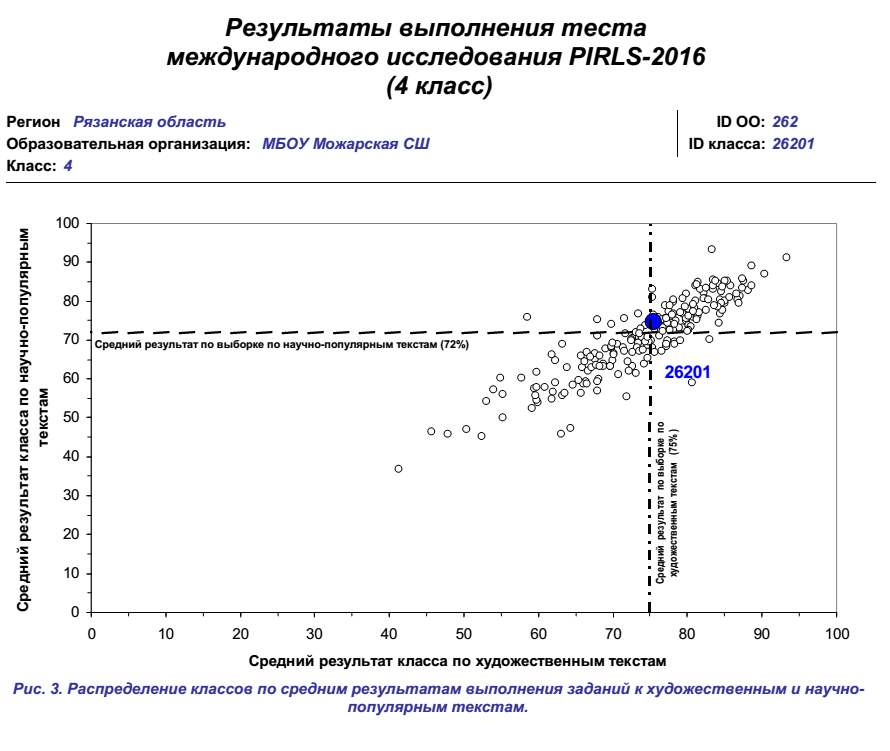 Результаты выполнения теста
международного исследования PIRLS-2016
(4 класс)
Регион Рязанская область
ID ОО: 262
Образовательная организация: МБОУ Можарская СШ
ID класса: 26201
Класс: 4
Средний результат класса по научно-популярным
текстам
100
90
80
70
60
50
40
30
20
10
0
Средний результат по выборке по научно-популярным текстам (72%)
26201
Средний результат по выборке по
художественным текстам (75%)
0 10 20 30 40 50 60 70 80 90 100
Средний результат класса по художественным текстам
Рис. 3. Распределение классов по средним результатам выполнения заданий к художественным и научно-
популярным текстам.